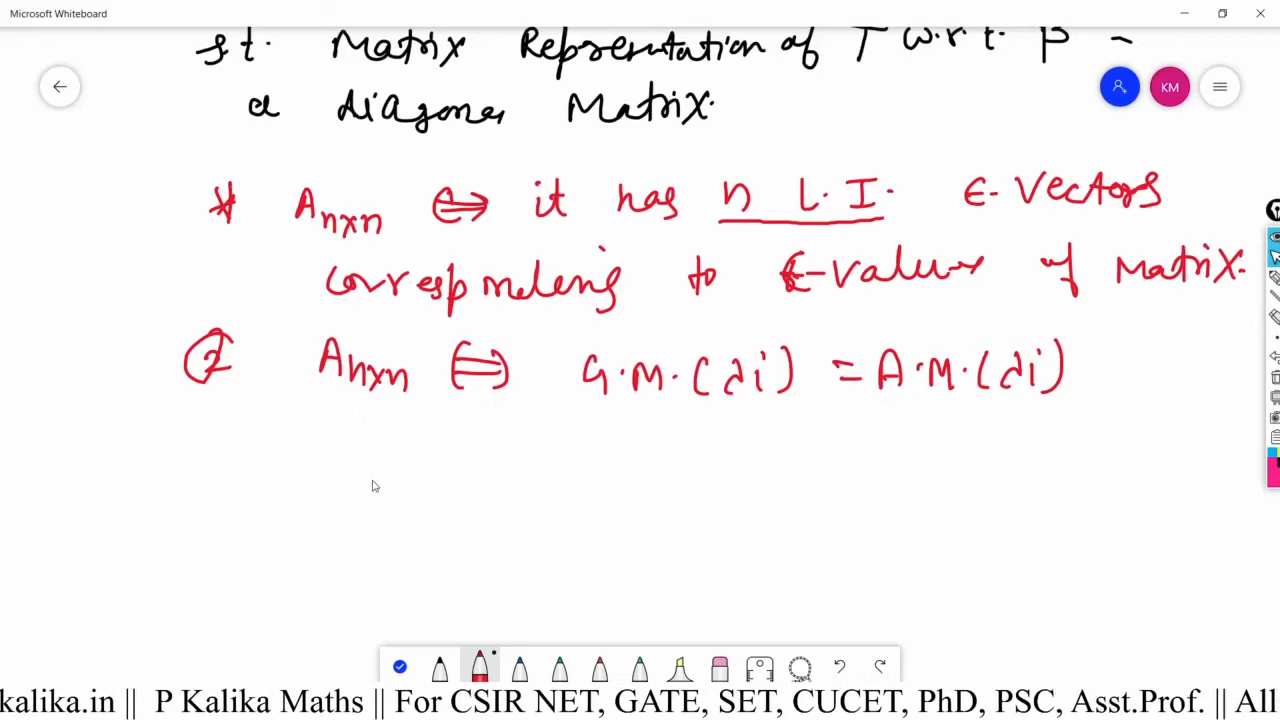 Microsoft Whiteboard
s.t. Matrix Representation of T w.r.t. β =
a diagonal Matrix.
KM
* Anxn ⇔ it has n L.I. E-Vectors
corresponding to E-values of Matrix.
② Anxn ⇔ G.M.(λi) = A.M.(λi)
kalika.in || P Kalika Maths || For CSIR NET, GATE, SET, CUCET, PhD, PSC, Asst.Prof. || All